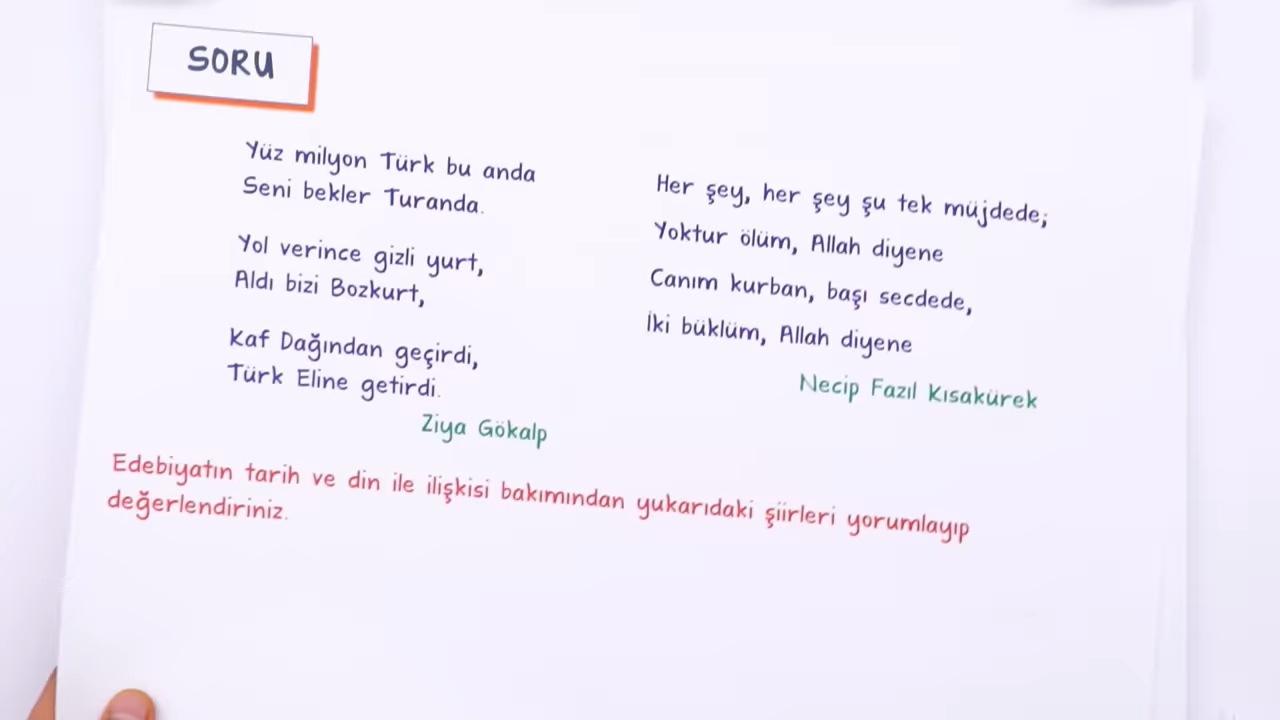 SORU
Yüz milyon Türk bu anda
Seni bekler Turanda.
Yol verince gizli yurt,
Aldı bizi Bozkurt,
Kaf Dağından geçirdi,
Türk Eline getirdi.
Ziya Gökalp
Her şey, her şey şu tek müjdede;
Yoktur ölüm, Allah diyene
Canım kurban, başı secdede,
İki büklüm, Allah diyene
Necip Fazıl Kısakürek
Edebiyatın tarih ve din ile ilişkisi bakımından yukarıdaki şiirleri yorumlayıp
değerlendiriniz.